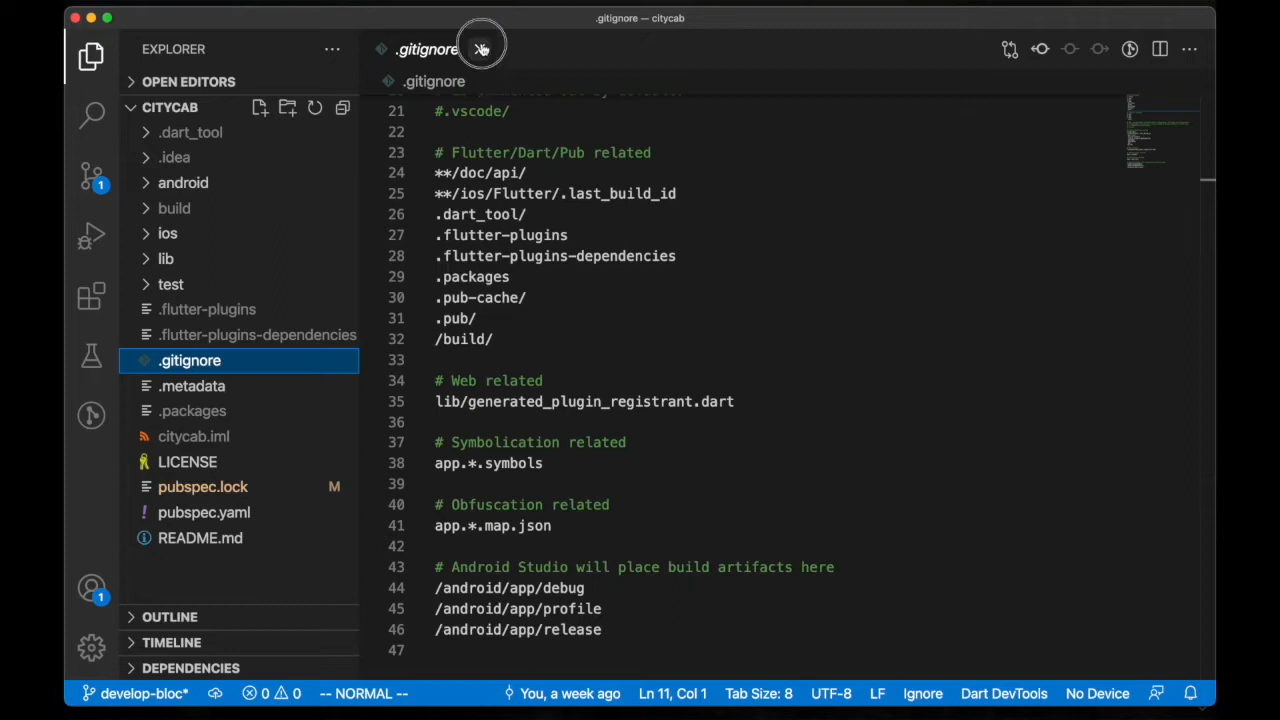 .gitignore — citycab
EXPLORER
OPEN EDITORS
CITYCAB
.dart_tool
.idea
android
build
ios
lib
test
.flutter-plugins
.flutter-plugins-dependencies
.gitignore
.metadata
.packages
citycab.iml
LICENSE
pubspec.lock M
pubspec.yaml
README.md
OUTLINE
TIMELINE
DEPENDENCIES
1
1
.gitignore
.gitignore
21 #.vscode/
22
23 # Flutter/Dart/Pub related
24 **/doc/api/
25 **/ios/Flutter/.last_build_id
26 .dart_tool/
27 .flutter-plugins
28 .flutter-plugins-dependencies
29 .packages
30 .pub-cache/
31 .pub/
32 /build/
33
34 # Web related
35 lib/generated_plugin_registrant.dart
36
37 # Symbolication related
38 app.*.symbols
39
40 # Obfuscation related
41 app.*.map.json
42
43 # Android Studio will place build artifacts here
44 /android/app/debug
45 /android/app/profile
46 /android/app/release
47
develop-bloc* 0 0 -- NORMAL -- You, a week ago Ln 11, Col 1 Tab Size: 8 UTF-8 LF Ignore Dart DevTools No Device